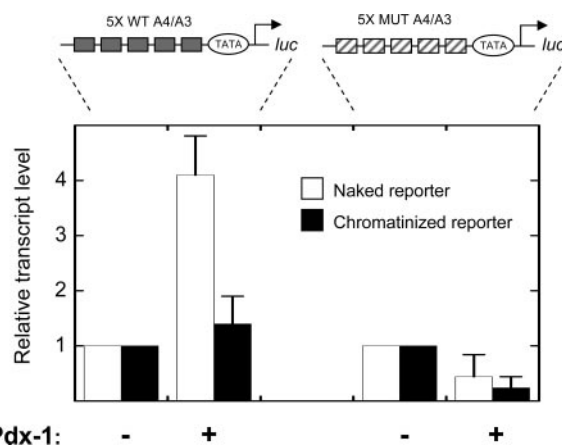 5X WT A4/A3
5X MUT A4/A3
TATA
luc
TATA
luc
Relative transcript level
4
3
2
1
Naked reporter
Chromatinized reporter
Pdx-1:
-
+
-
+